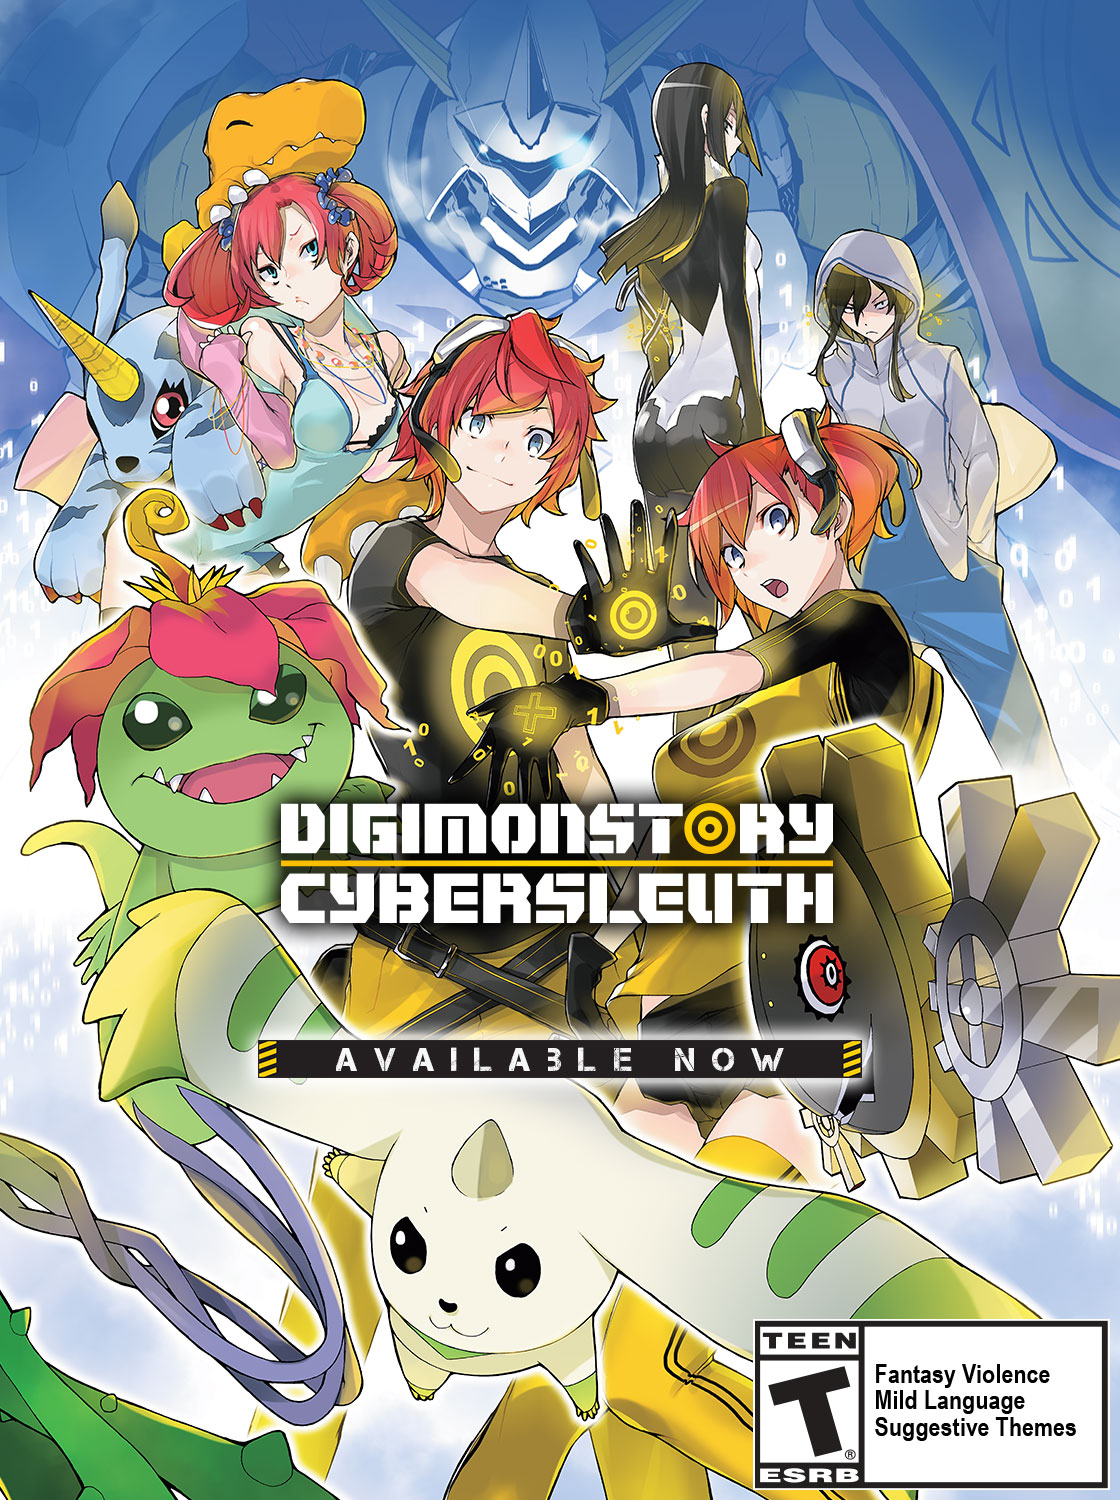 DIGIMONSTORY
CYBERSLEUTH
AVAILABLE NOW
TEEN
T
®
ESRB
Fantasy Violence
Mild Language
Suggestive Themes